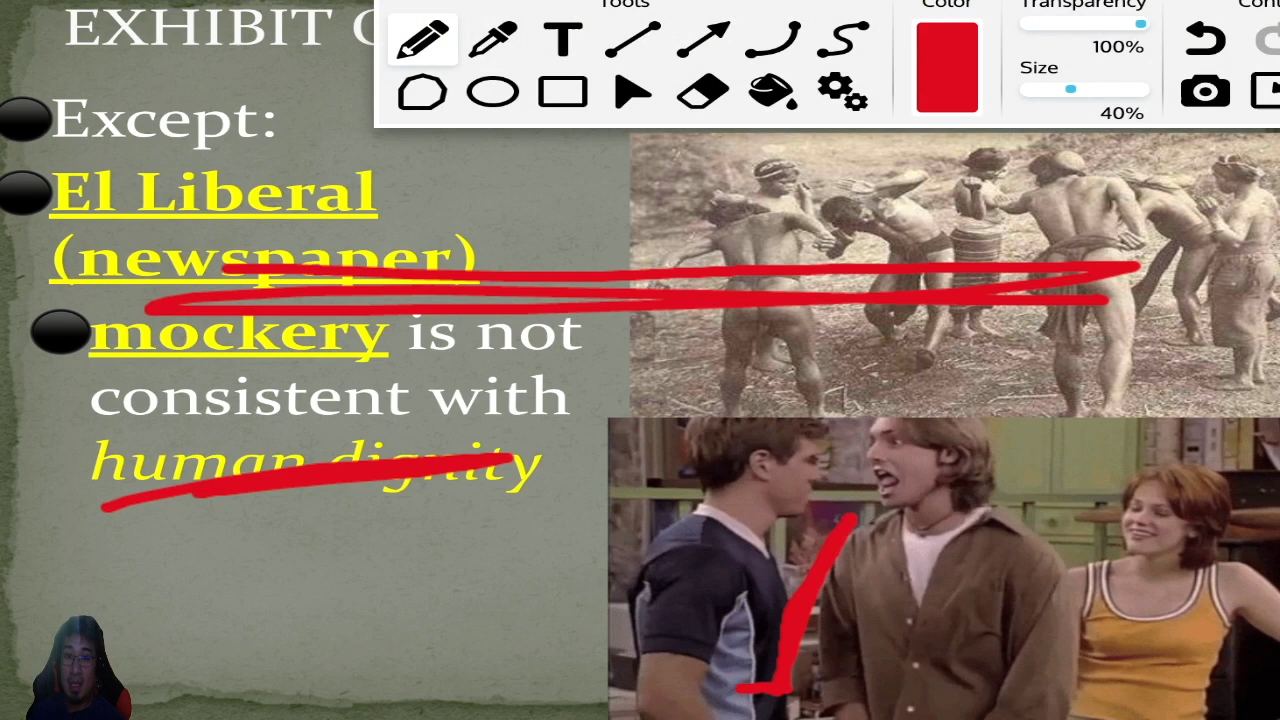 EXHIBIT
Tools
Color
Transparency
100%
Size
40%
Except:
El Liberal
(newspaper)
mockery is not
consistent with
human dignity